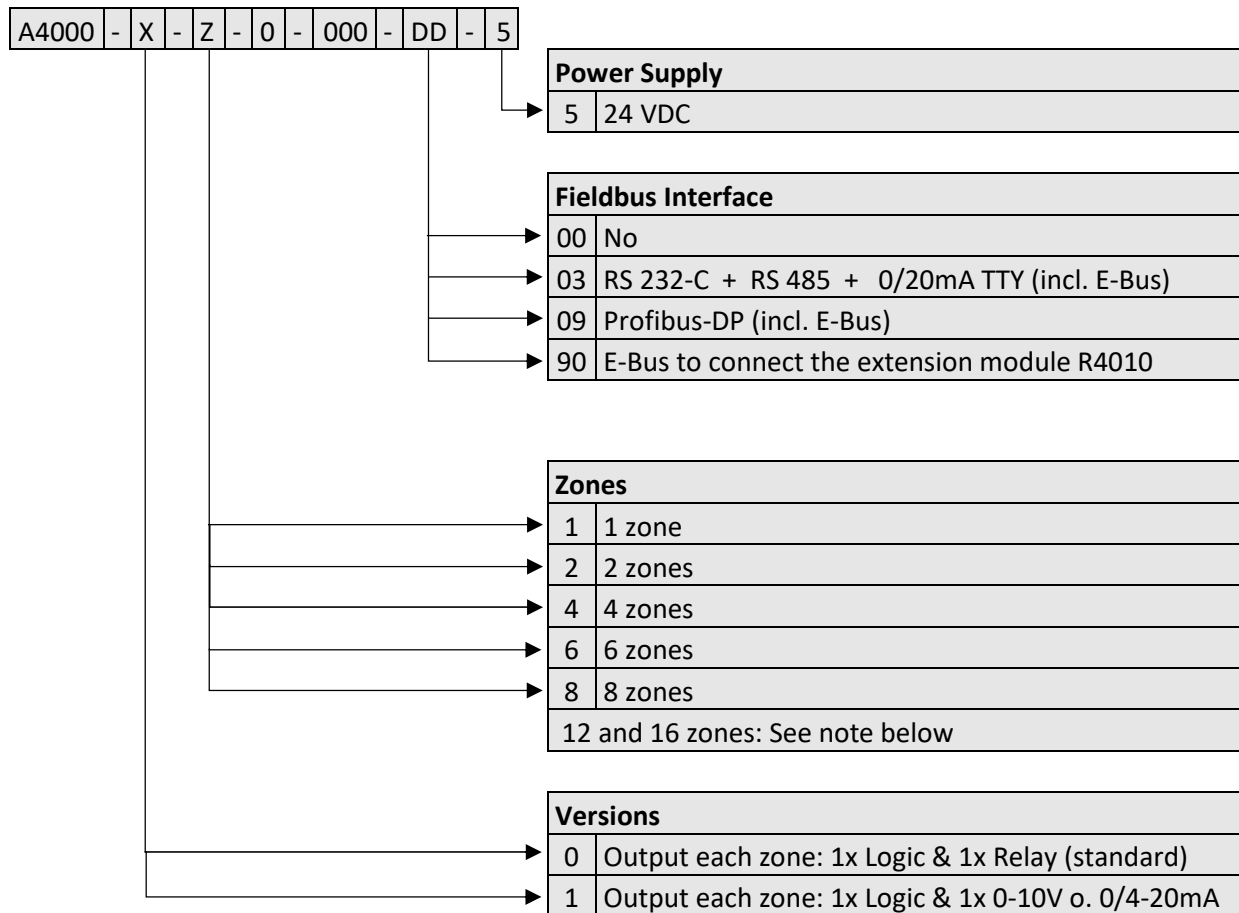 A4000 - X - Z - 0 - 000 - DD - 5
Power Supply
5 24 VDC
Fieldbus Interface
00 No
03 RS 232-C + RS 485 + 0/20mA TTY (incl. E-Bus)
09 Profibus-DP (incl. E-Bus)
90 E-Bus to connect the extension module R4010
Zones
1 1 zone
2 2 zones
4 4 zones
6 6 zones
8 8 zones
12 and 16 zones: See note below
Versions
0 Output each zone: 1x Logic & 1x Relay (standard)
1 Output each zone: 1x Logic & 1x 0-10V o. 0/4-20mA